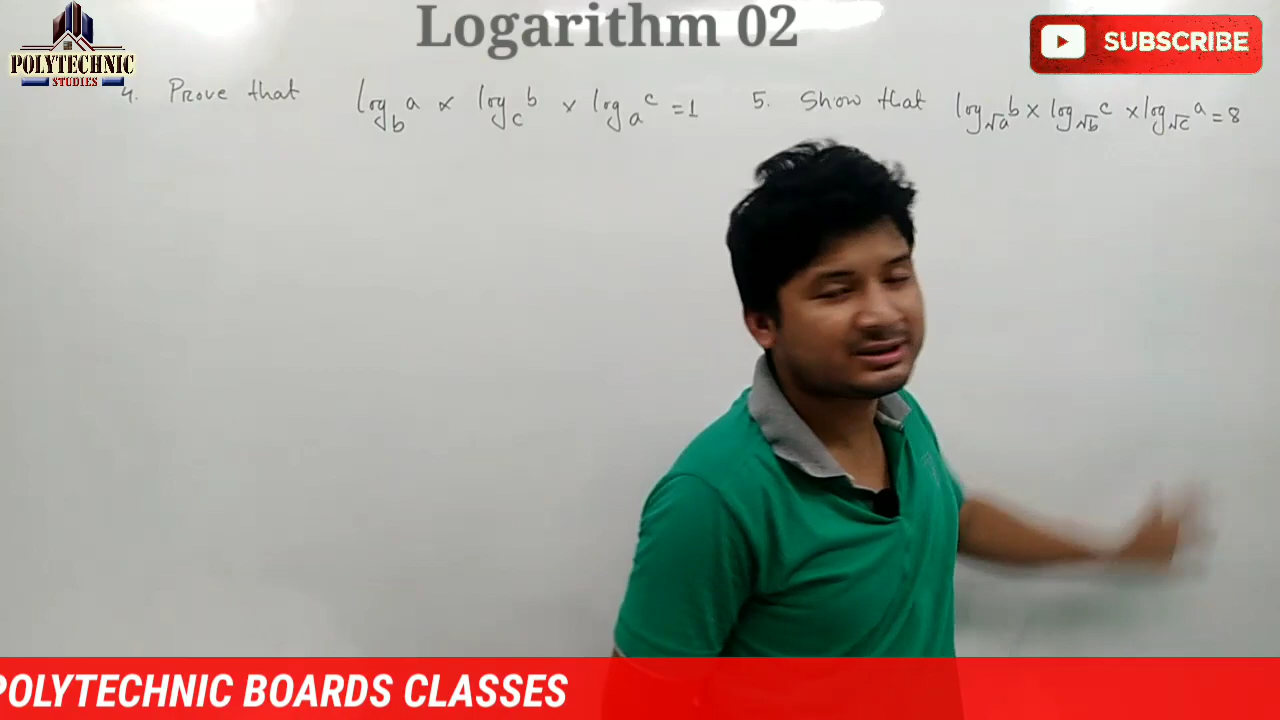 Logarithm 02
POLYTECHNIC
STUDIES
SUBSCRIBE
4. Prove that log_b a × log_c b × log_a c = 1
5. Show that log_√a b × log_√b c × log_√c a = 8
POLYTECHNIC BOARDS CLASSES